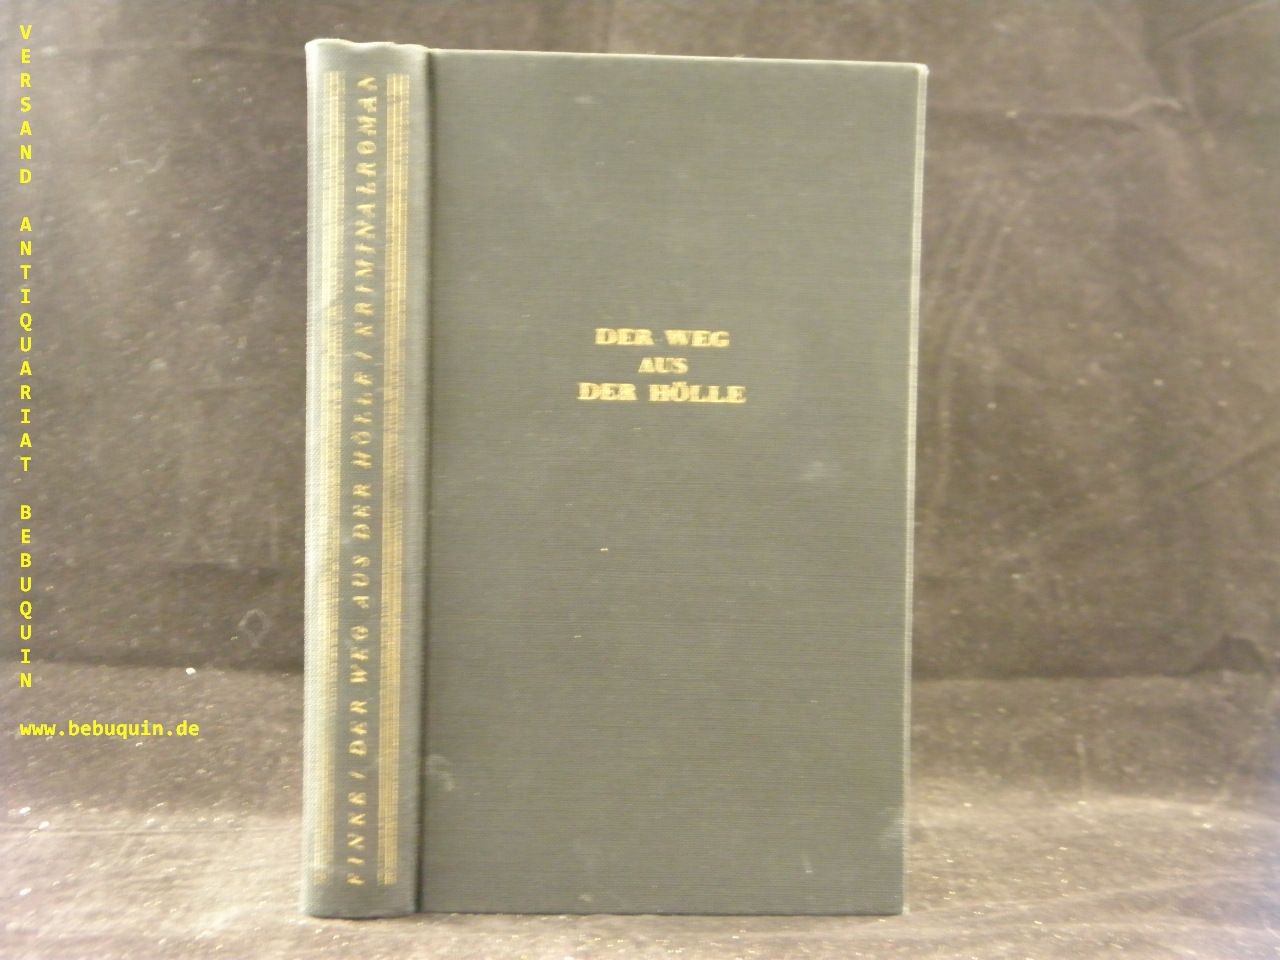 VERSAND ANTIQUARIAT BEBUQUIN
www.bebuquin.de
FINKE / DER WEG AUS DER HÖLLE / KRIMINALROMAN
DER WEG
AUS
DER HÖLLE